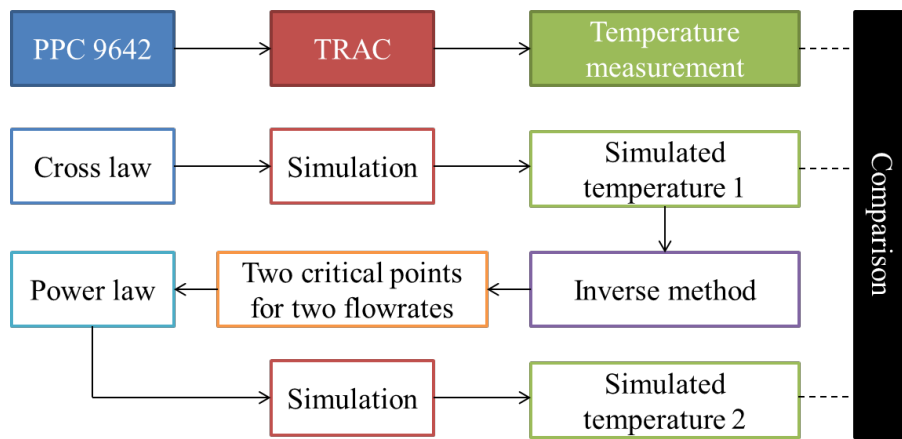 PPC 9642
TRAC
Temperature
measurement
Cross law
Simulation
Simulated
temperature 1
Power law
Two critical points
for two flowrates
Inverse method
Simulation
Simulated
temperature 2
Comparison